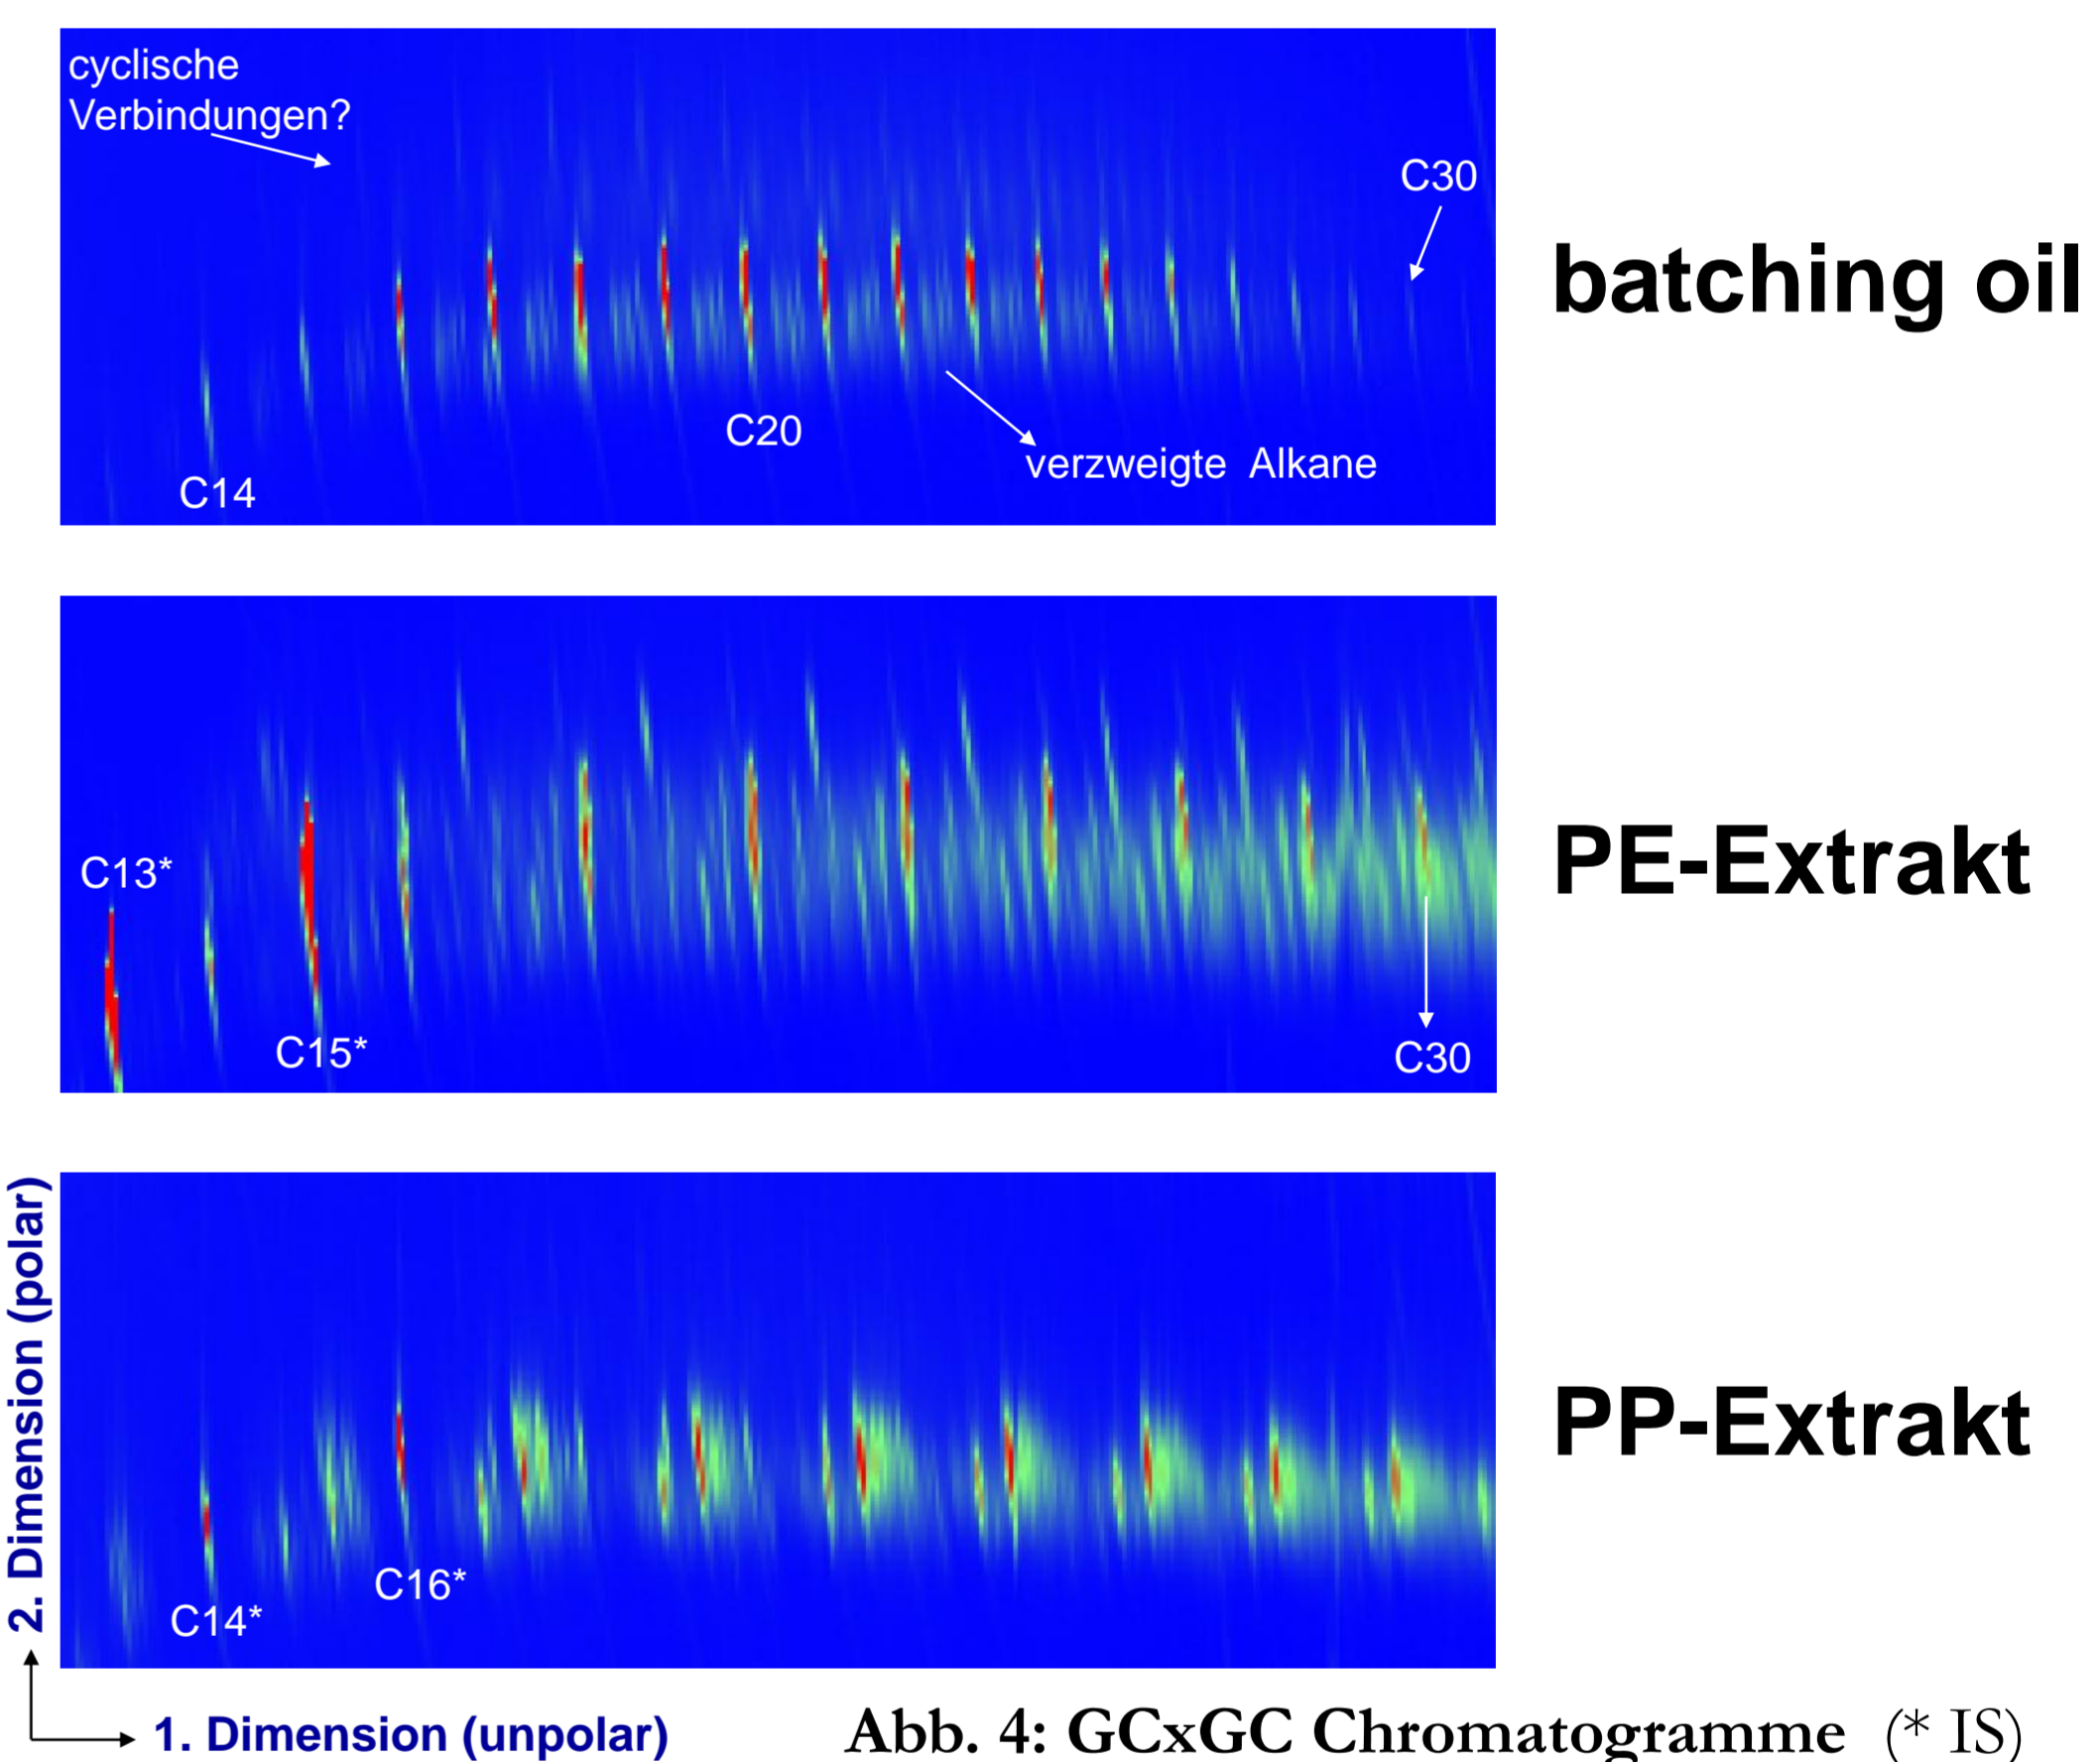 cyclische
Verbindungen?
C30
C20
verzweigte Alkane
C14
batching oil
C13*
C15*
C30
PE-Extrakt
C16*
C14*
PP-Extrakt
2. Dimension (polar)
1. Dimension (unpolar)
Abb. 4: GCxGC Chromatogramme (* IS)